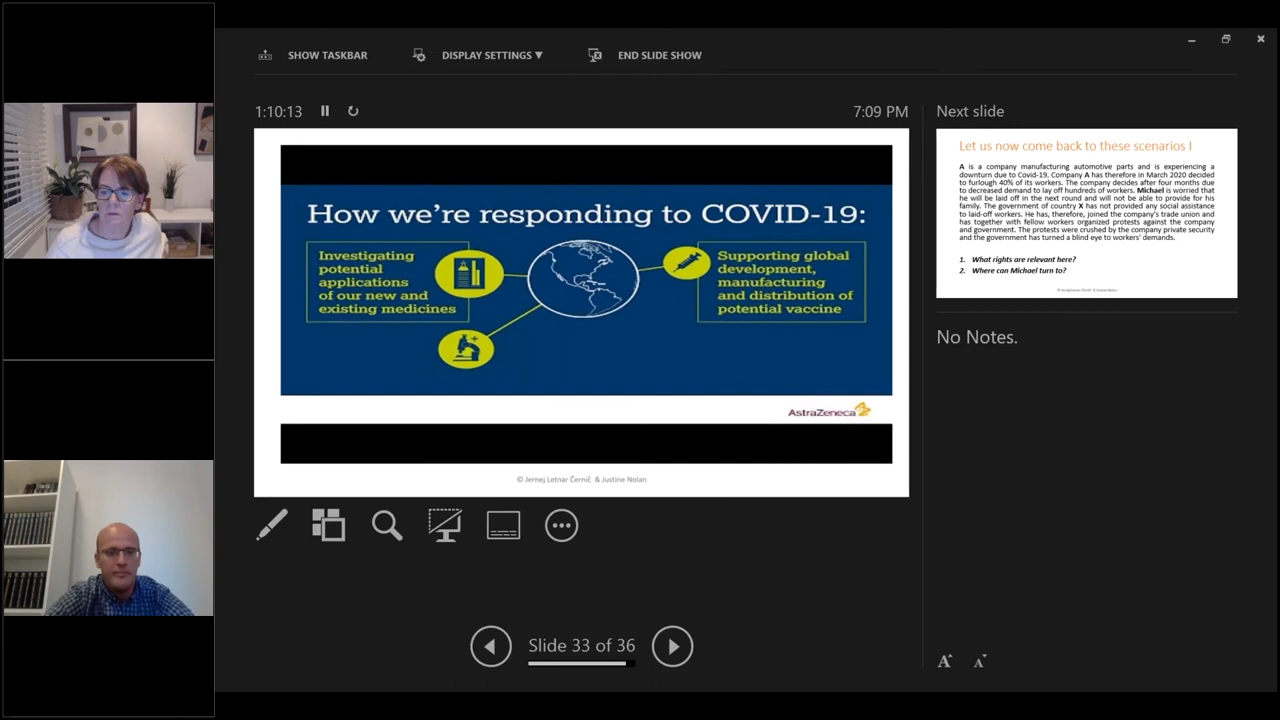 SHOW TASKBAR
DISPLAY SETTINGS ▼
END SLIDE SHOW
1:10:13
7:09 PM
How we're responding to COVID-19:
Investigating
potential
applications
of our new and
existing medicines
Supporting global
development,
manufacturing
and distribution of
potential vaccine
AstraZeneca
© Jernej Letnar Černič & Justine Nolan
Slide 33 of 36
Next slide
Let us now come back to these scenarios I
A is a company manufacturing automotive parts and is experiencing a
downturn due to Covid-19. Company A has therefore in March 2020 decided
to furlough 40% of its workers. The company decides after four months due
to decreased demand to lay off hundreds of workers. Michael is worried that
he will be laid off in the next round and will not be able to provide for his
family. The government of country X has not provided any social assistance
to laid-off workers. He has, therefore, joined the company's trade union and
has together with fellow workers organized protests against the company
and government. The protests were crushed by the company private security
and the government has turned a blind eye to workers' demands.
1. What rights are relevant here?
2. Where can Michael turn to?
© Jernej Letnar Černič & Justine Nolan
No Notes.
A A